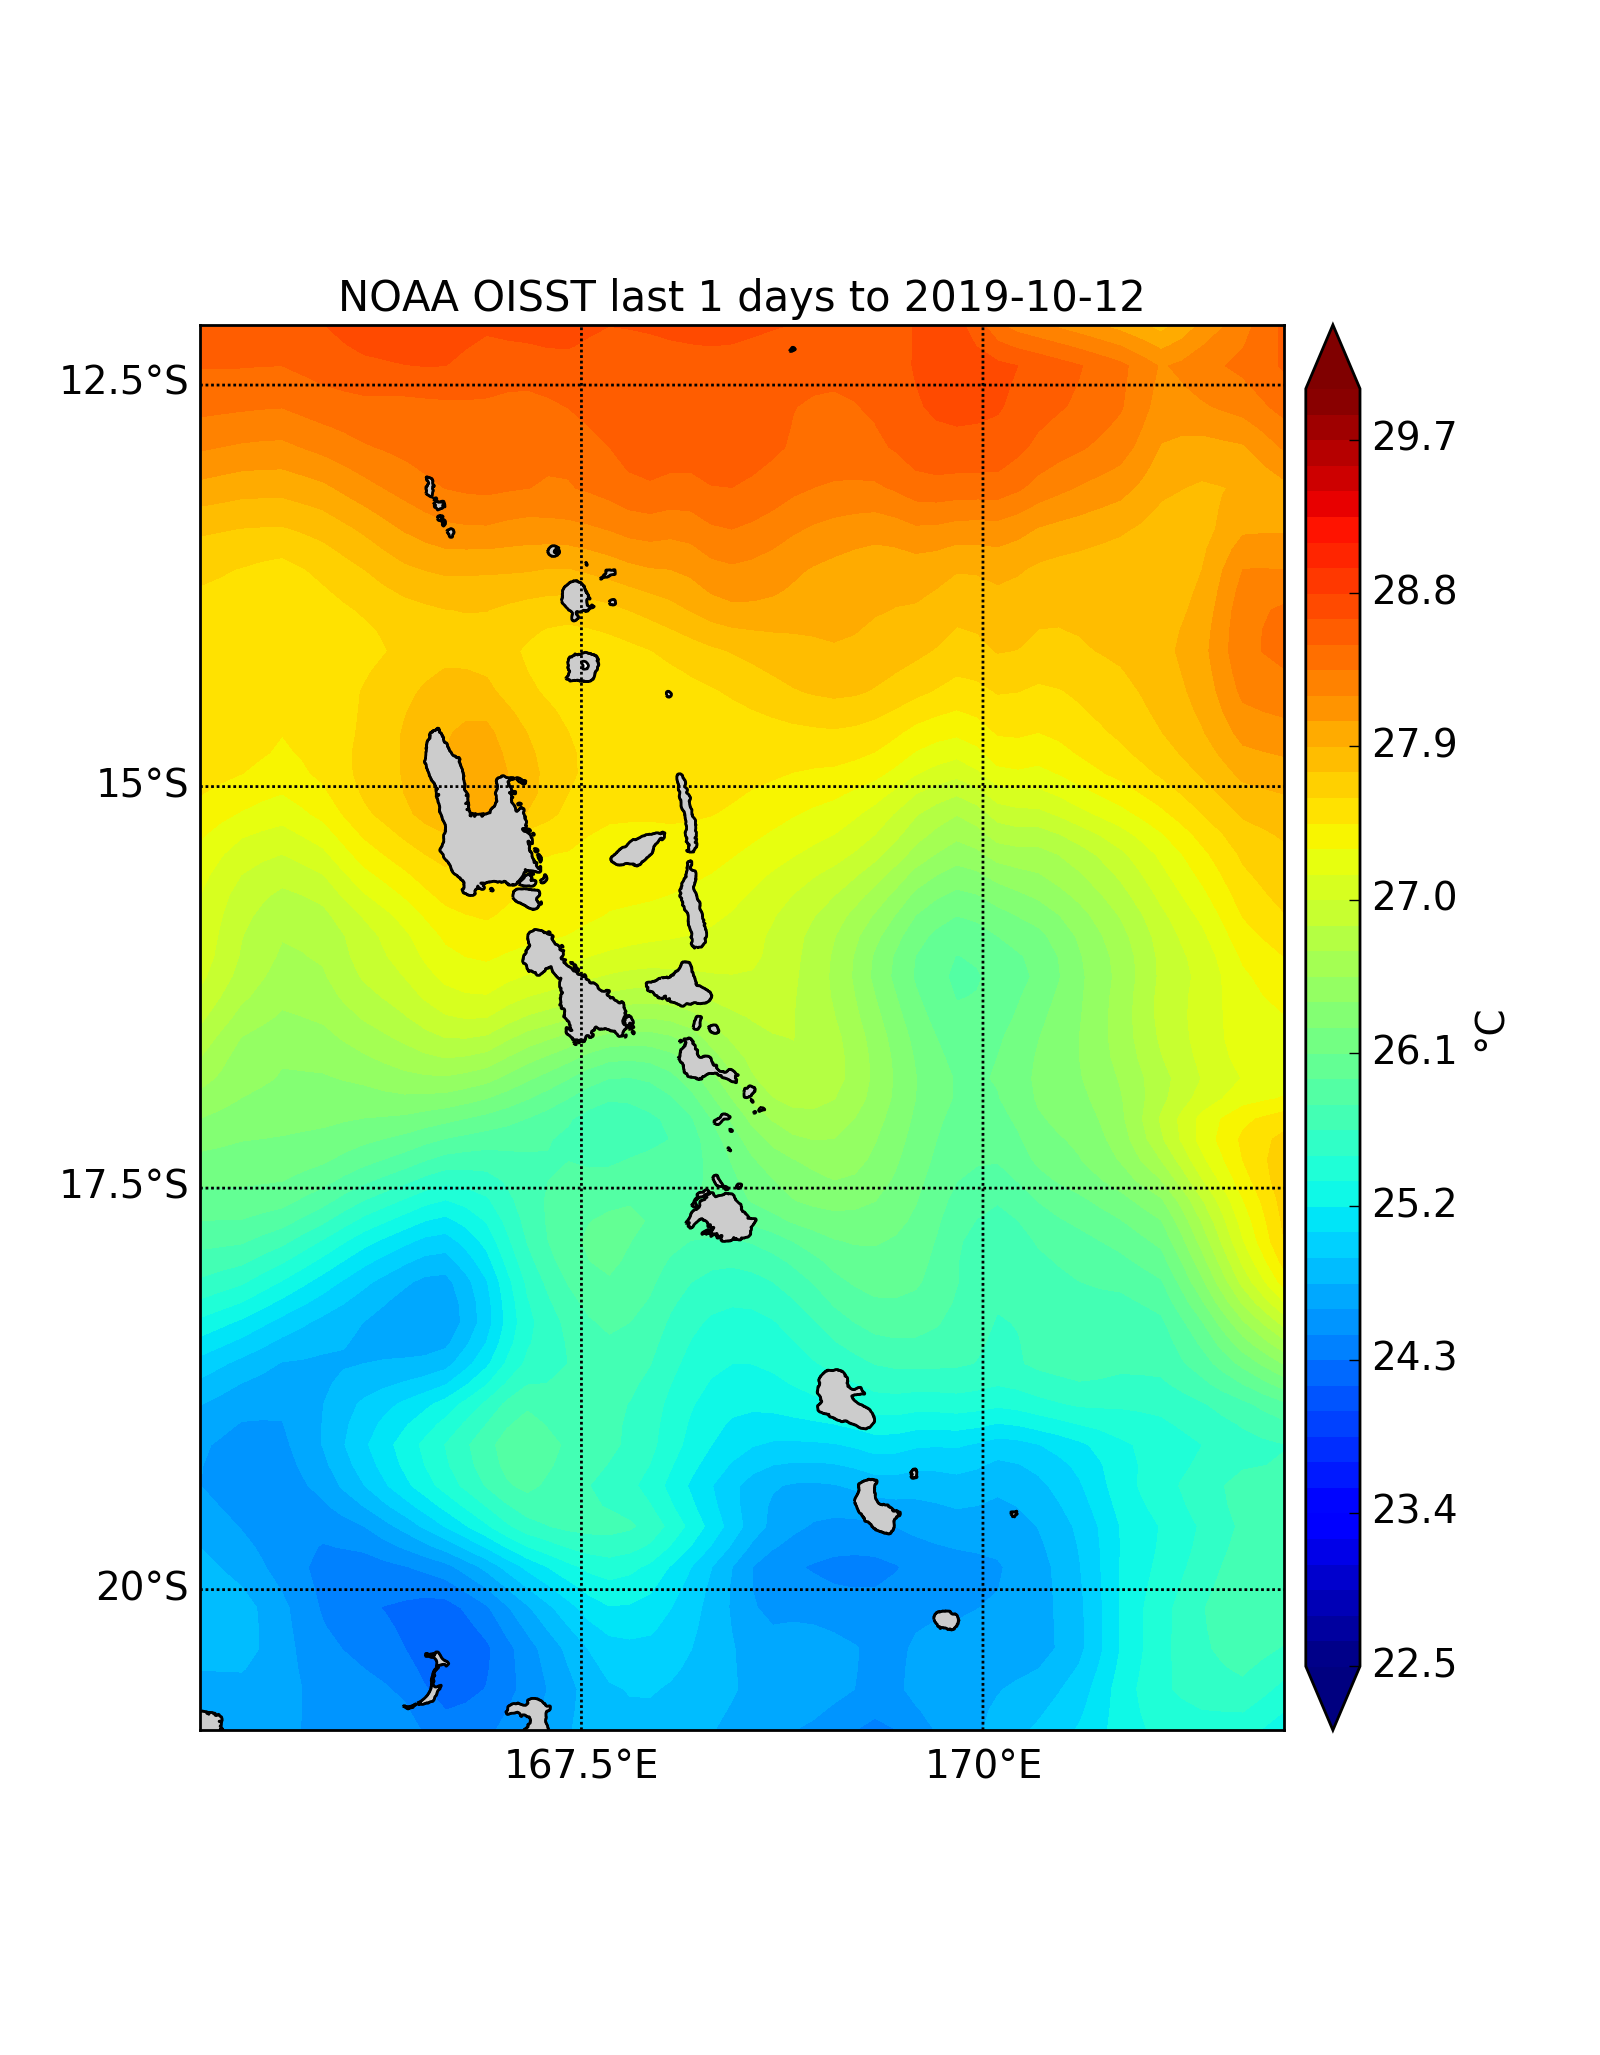 NOAA OISST last 1 days to 2019-10-12
12.5°S
15°S
17.5°S
20°S
167.5°E
170°E
29.7
28.8
27.9
27.0
26.1
25.2
24.3
23.4
22.5
°C